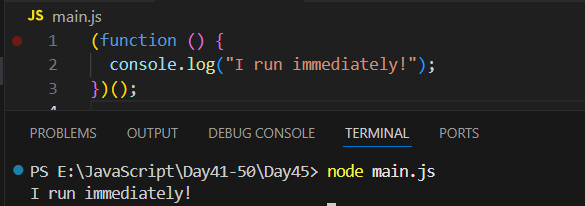 JS main.js
1 (function () {
2 console.log("I run immediately!");
3 })();
4
PROBLEMS OUTPUT DEBUG CONSOLE TERMINAL PORTS
PS E:\JavaScript\Day41-50\Day45> node main.js
I run immediately!